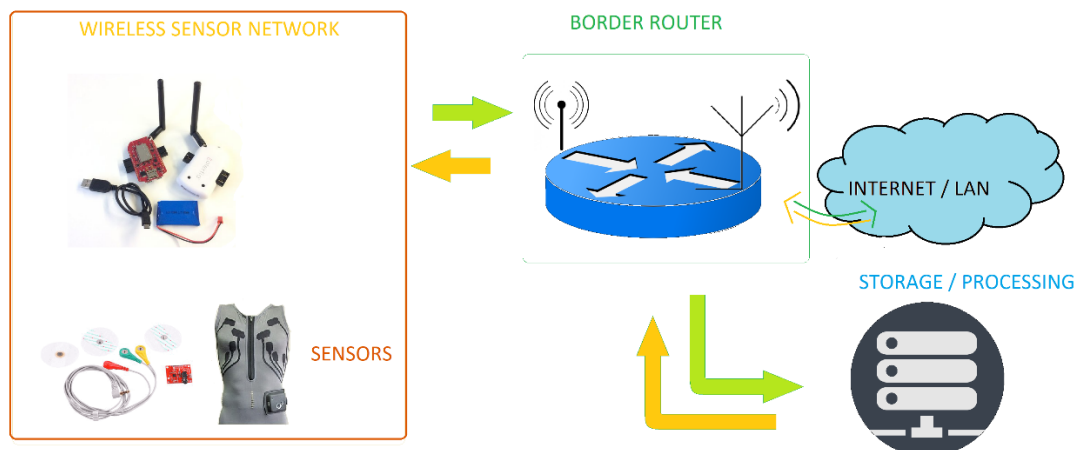 WIRELESS SENSOR NETWORK
BORDER ROUTER
INTERNET / LAN
STORAGE / PROCESSING
SENSORS